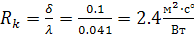 R_k = δ/λ = 0.1/0.041 = 2.4 м²·с°/Вт